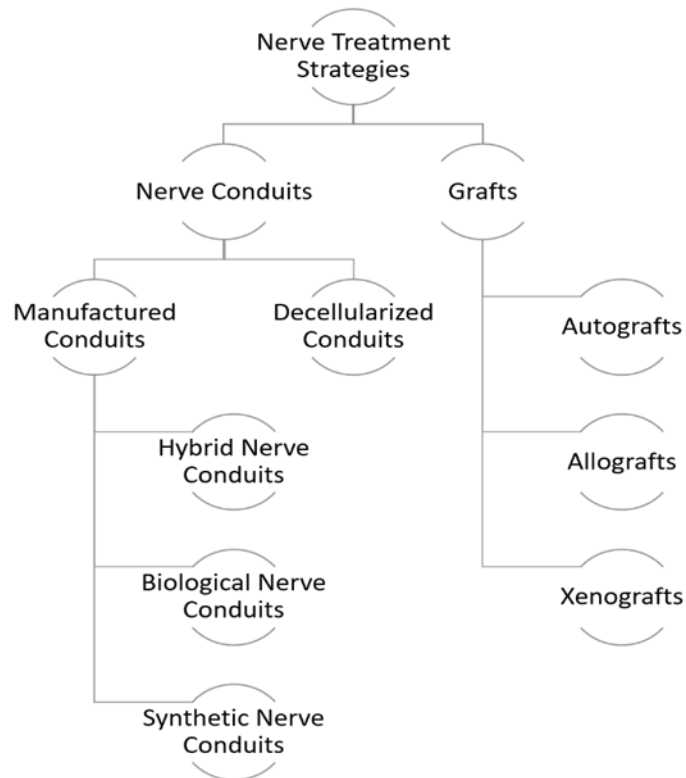 Nerve Treatment
Strategies
Nerve Conduits
Grafts
Manufactured
Conduits
Decellularized
Conduits
Autografts
Hybrid Nerve
Conduits
Allografts
Biological Nerve
Conduits
Xenografts
Synthetic Nerve
Conduits